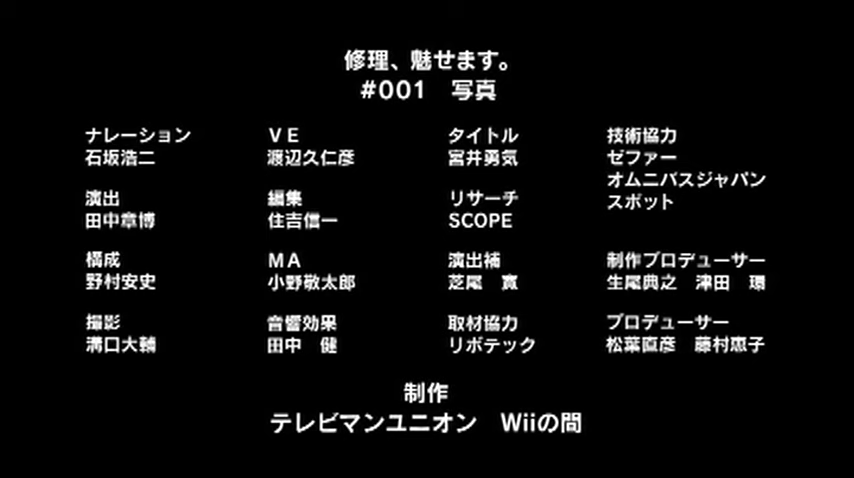 修理、魅せます。
#001 写真
ナレーション
石坂浩二
演出
田中章博
構成
野村安史
撮影
溝口大輔
VE
渡辺久仁彦
編集
住吉信一
MA
小野敬太郎
音響効果
田中 健
タイトル
宮井勇気
リサーチ
SCOPE
演出補
芝尾 寛
取材協力
リボテック
技術協力
ゼファー
オムニバスジャパン
スポット
制作プロデューサー
生尾典之 津田 環
プロデューサー
松葉直彦 藤村恵子
制作
テレビマンユニオン Wiiの間